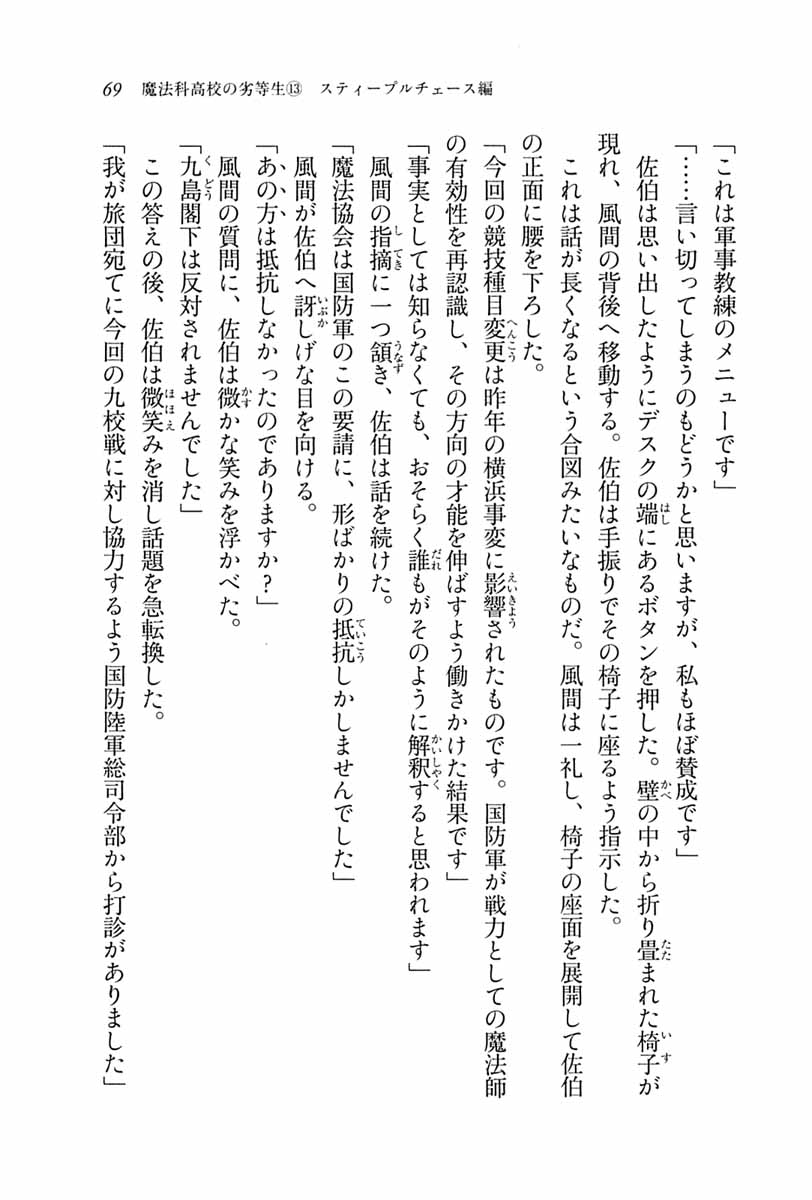 69　魔法科高校の劣等生⑬　スティープルチェース編
「これは軍事教練のメニューです」
「……言い切ってしまうのもどうかと思いますが、私もほぼ賛成です」
　佐伯は思い出したようにデスクの端にあるボタンを押した。壁の中から折り畳まれた椅子が
現れ、風間の背後へ移動する。佐伯は手振りでその椅子に座るよう指示した。
　これは話が長くなるという合図みたいなものだ。風間は一礼し、椅子の座面を展開して佐伯
の正面に腰を下ろした。
「今回の競技種目変更は昨年の横浜事変に影響されたものです。国防軍が戦力としての魔法師
の有効性を再認識し、その方向の才能を伸ばすよう働きかけた結果です」
「事実としては知らなくても、おそらく誰もがそのように解釈すると思われます」
　風間の指摘に一つ頷き、佐伯は話を続けた。
「魔法協会は国防軍のこの要請に、形ばかりの抵抗しかしませんでした」
　風間が佐伯へ訝しげな目を向ける。
「あの方は抵抗しなかったのでありますか？」
　風間の質問に、佐伯は微かな笑みを浮かべた。
「九島閣下は反対されませんでした」
　この答えの後、佐伯は微笑みを消し話題を急転換した。
「我が旅団宛てに今回の九校戦に対し協力するよう国防陸軍総司令部から打診がありました」